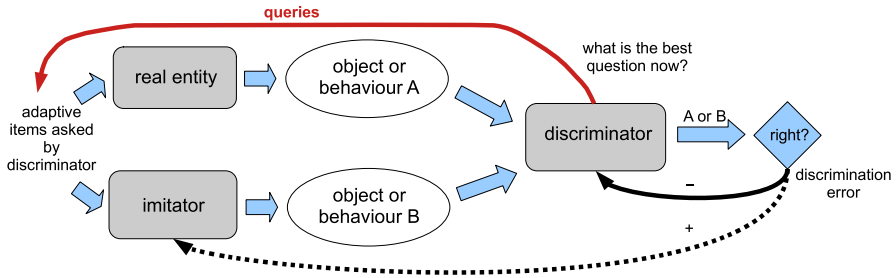 queries
what is the best
question now?
real entity
object or
behaviour A
adaptive
items asked
by
discriminator
discriminator
A or B
right?
imitator
object or
behaviour B
–
+
discrimination
error